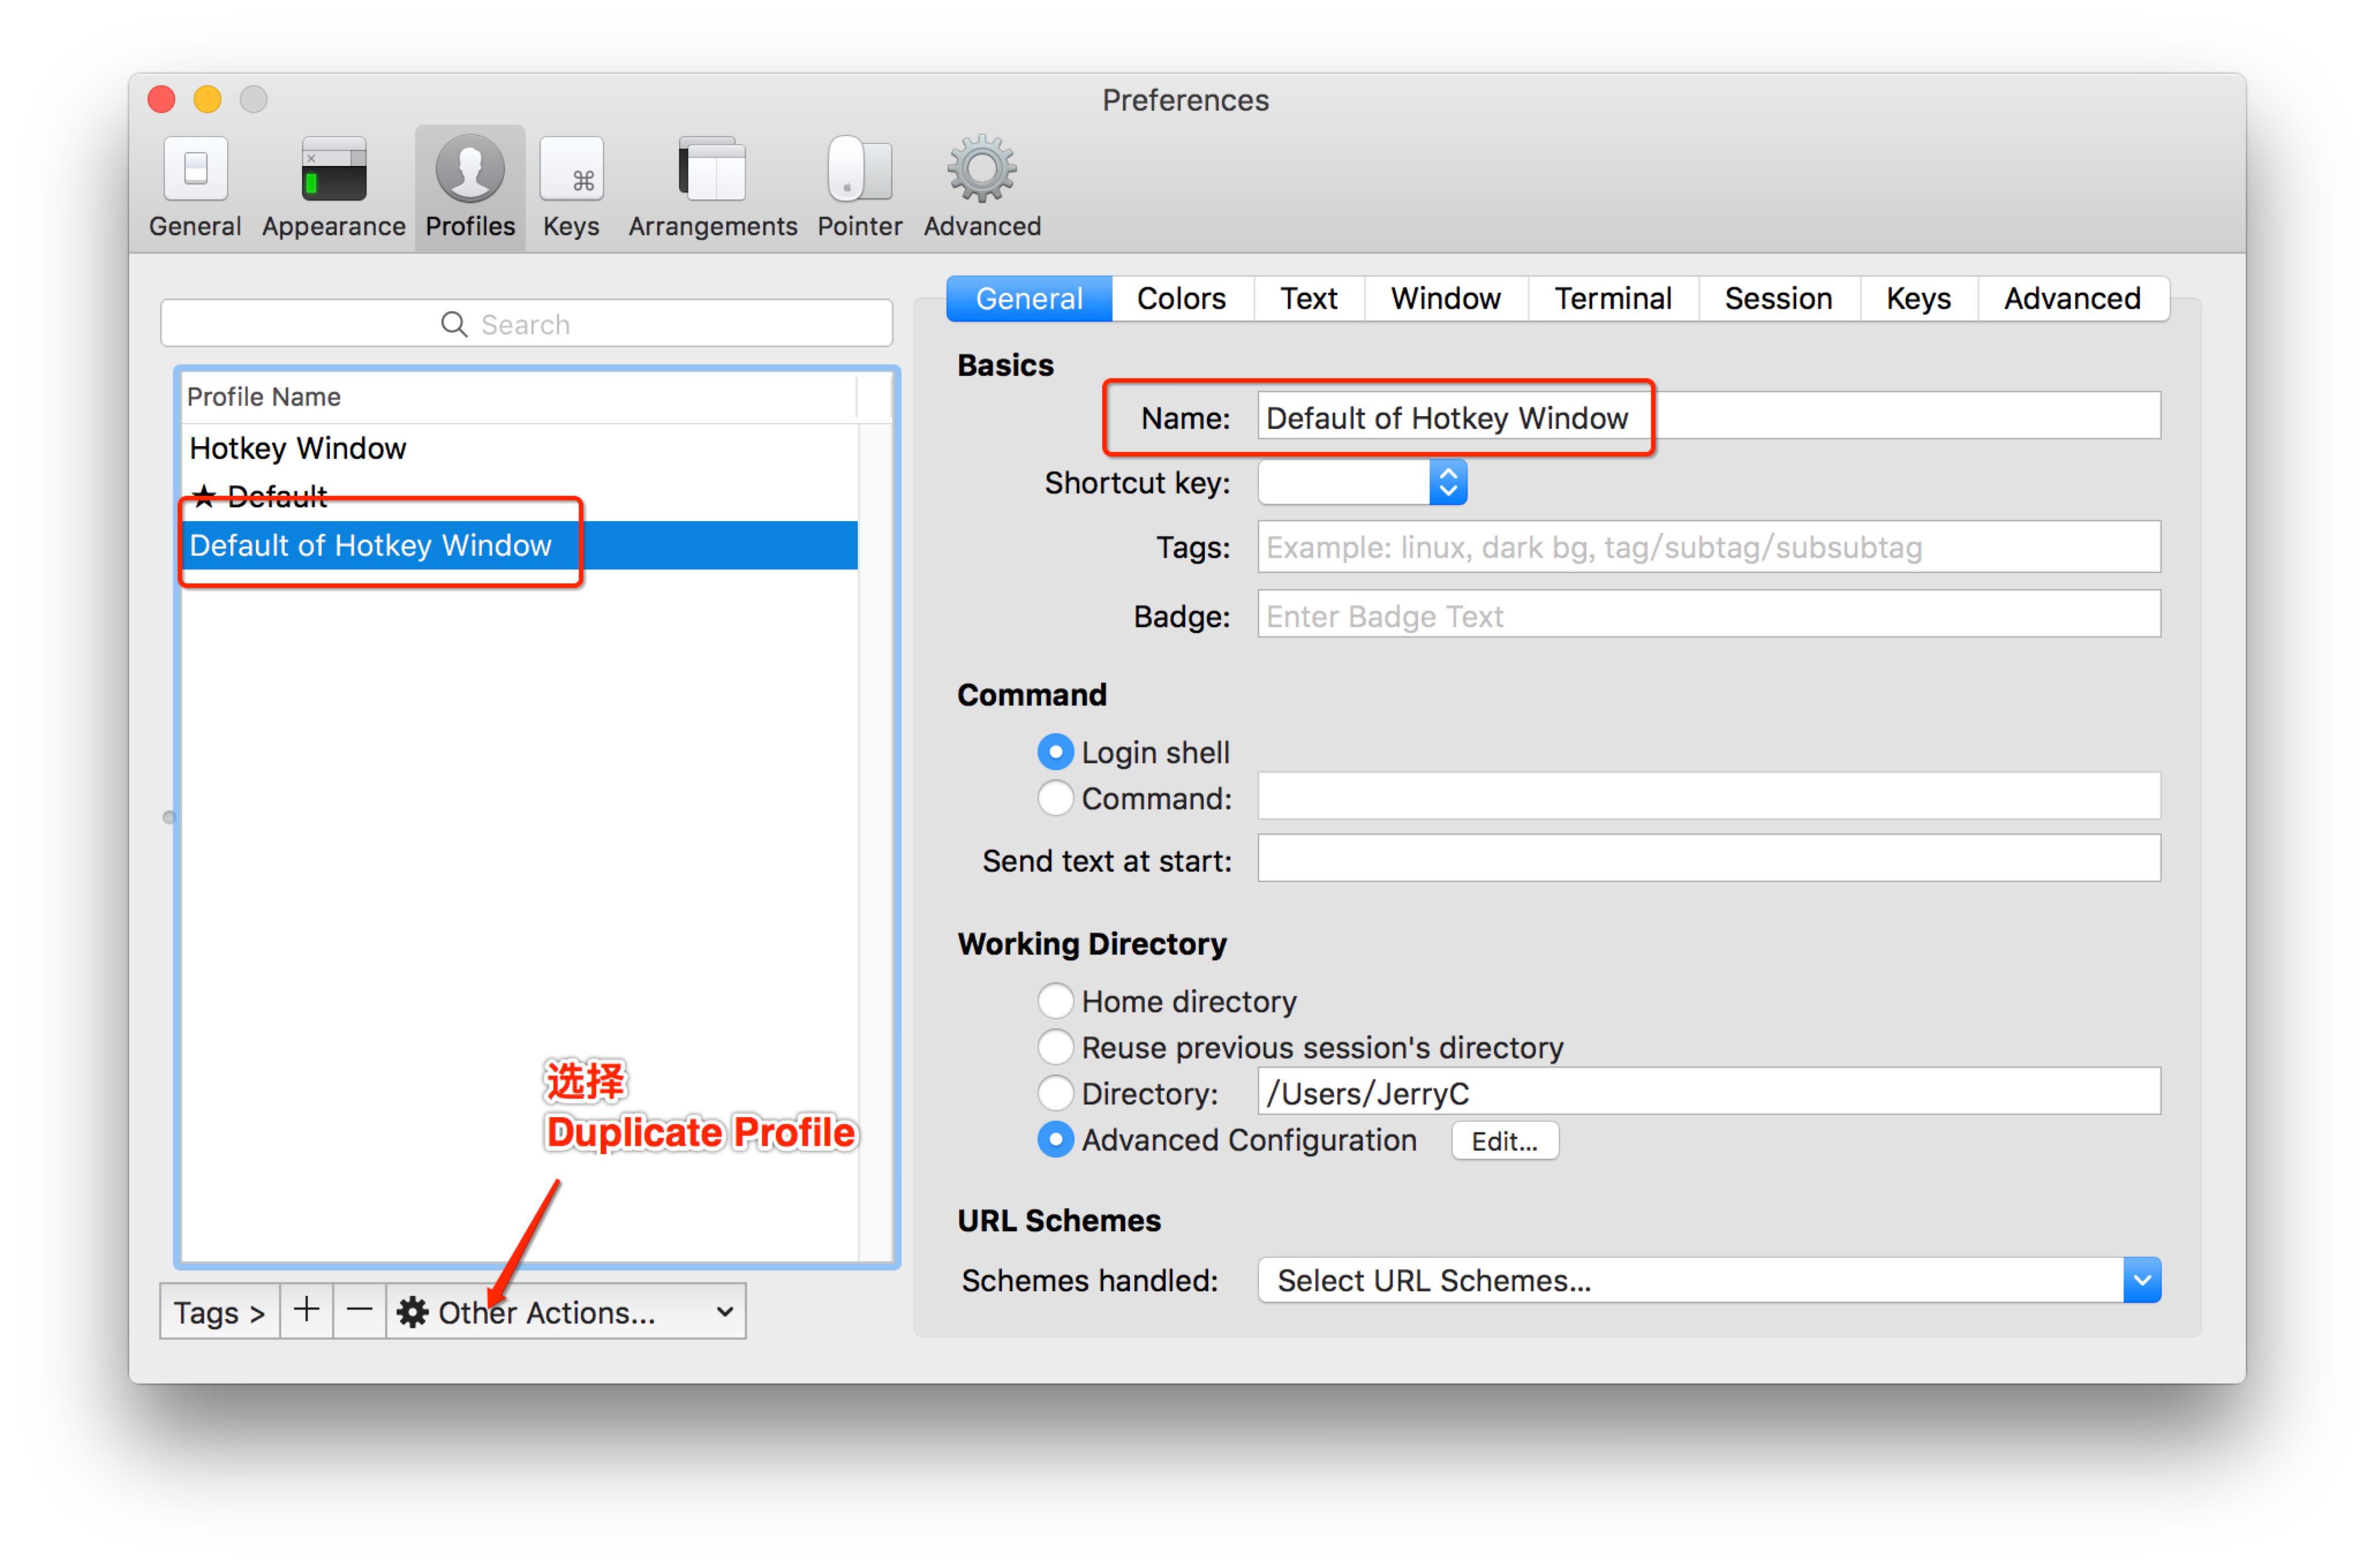 Preferences
General Appearance Profiles Keys Arrangements Pointer Advanced
Search
Profile Name
Hotkey Window
★ Default
Default of Hotkey Window
选择
Duplicate Profile
Tags > + − Other Actions...
General Colors Text Window Terminal Session Keys Advanced
Basics
Name: Default of Hotkey Window
Shortcut key:
Tags: Example: linux, dark bg, tag/subtag/subsubtag
Badge: Enter Badge Text
Command
Login shell
Command:
Send text at start:
Working Directory
Home directory
Reuse previous session's directory
Directory: /Users/JerryC
Advanced Configuration Edit...
URL Schemes
Schemes handled: Select URL Schemes...